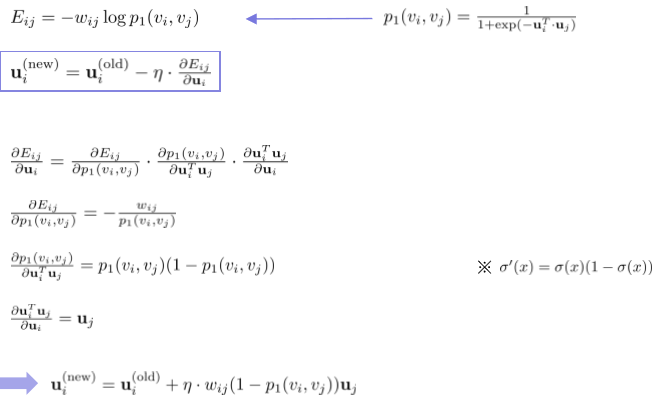 $E_{ij} = -w_{ij} \log p_1(v_i, v_j)$ $p_1(v_i, v_j) = \frac{1}{1+\exp(-\mathbf{u}_i^T \cdot \mathbf{u}_j)}$
$\mathbf{u}_i^{(\text{new})} = \mathbf{u}_i^{(\text{old})} - \eta \cdot \frac{\partial E_{ij}}{\partial \mathbf{u}_i}$
$\frac{\partial E_{ij}}{\partial \mathbf{u}_i} = \frac{\partial E_{ij}}{\partial p_1(v_i, v_j)} \cdot \frac{\partial p_1(v_i, v_j)}{\partial \mathbf{u}_i^T \mathbf{u}_j} \cdot \frac{\partial \mathbf{u}_i^T \mathbf{u}_j}{\partial \mathbf{u}_i}$
$\frac{\partial E_{ij}}{\partial p_1(v_i, v_j)} = -\frac{w_{ij}}{p_1(v_i, v_j)}$
$\frac{\partial p_1(v_i, v_j)}{\partial \mathbf{u}_i^T \mathbf{u}_j} = p_1(v_i, v_j)(1 - p_1(v_i, v_j))$ ※ $\sigma'(x) = \sigma(x)(1 - \sigma(x))$
$\frac{\partial \mathbf{u}_i^T \mathbf{u}_j}{\partial \mathbf{u}_i} = \mathbf{u}_j$
$\mathbf{u}_i^{(\text{new})} = \mathbf{u}_i^{(\text{old})} + \eta \cdot w_{ij}(1 - p_1(v_i, v_j))\mathbf{u}_j$